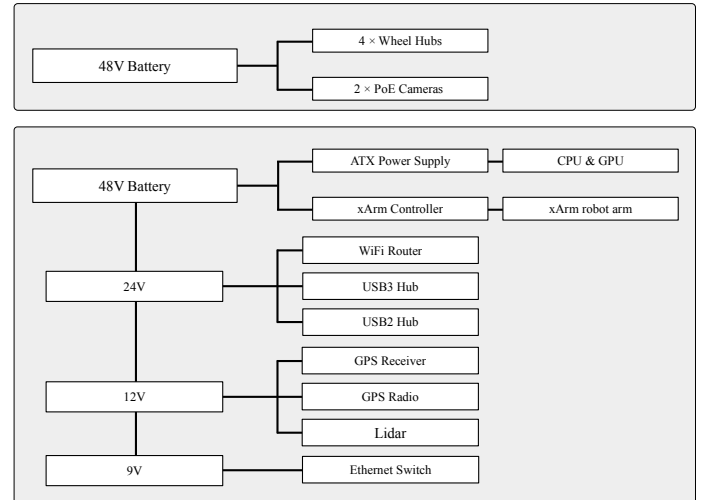 48V Battery
4 × Wheel Hubs
2 × PoE Cameras
48V Battery
ATX Power Supply
CPU & GPU
xArm Controller
xArm robot arm
24V
WiFi Router
USB3 Hub
USB2 Hub
12V
GPS Receiver
GPS Radio
Lidar
9V
Ethernet Switch